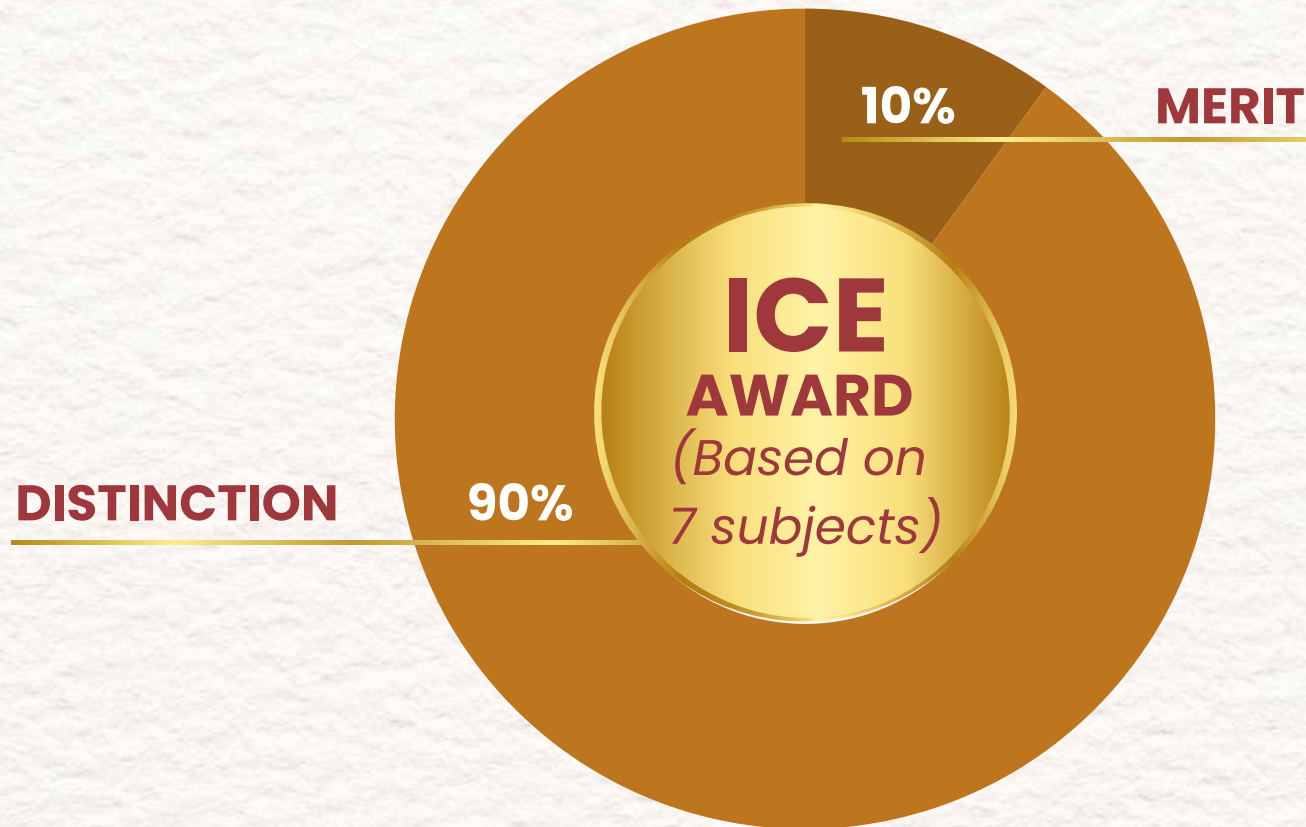 10%
MERIT
ICE
AWARD
(Based on
7 subjects)
DISTINCTION
90%